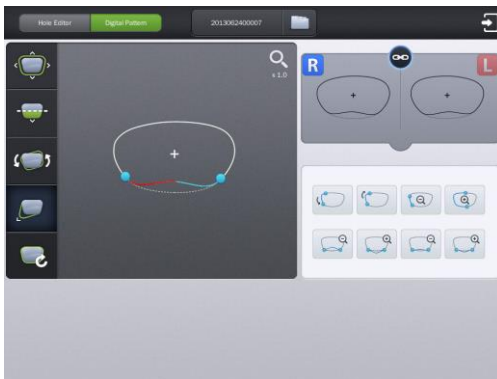 Hole Editor
Digital Pattern
2013062400007
x 1.0
R
L